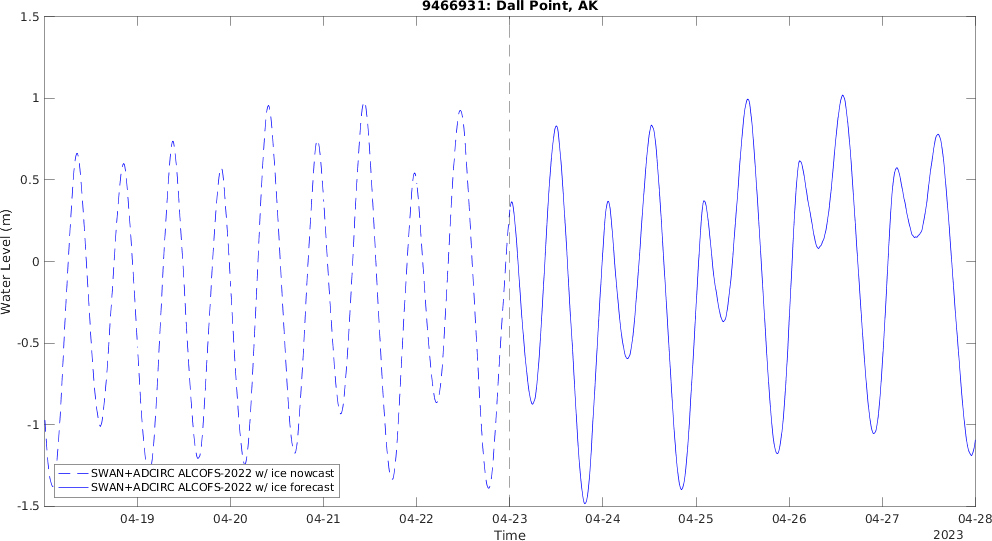 9466931: Dall Point, AK
1.5
1
0.5
0
-0.5
-1
-1.5
Water Level (m)
SWAN+ADCIRC ALCOFS-2022 w/ ice nowcast
SWAN+ADCIRC ALCOFS-2022 w/ ice forecast
04-19 04-20 04-21 04-22 04-23 04-24 04-25 04-26 04-27 04-28
Time
2023